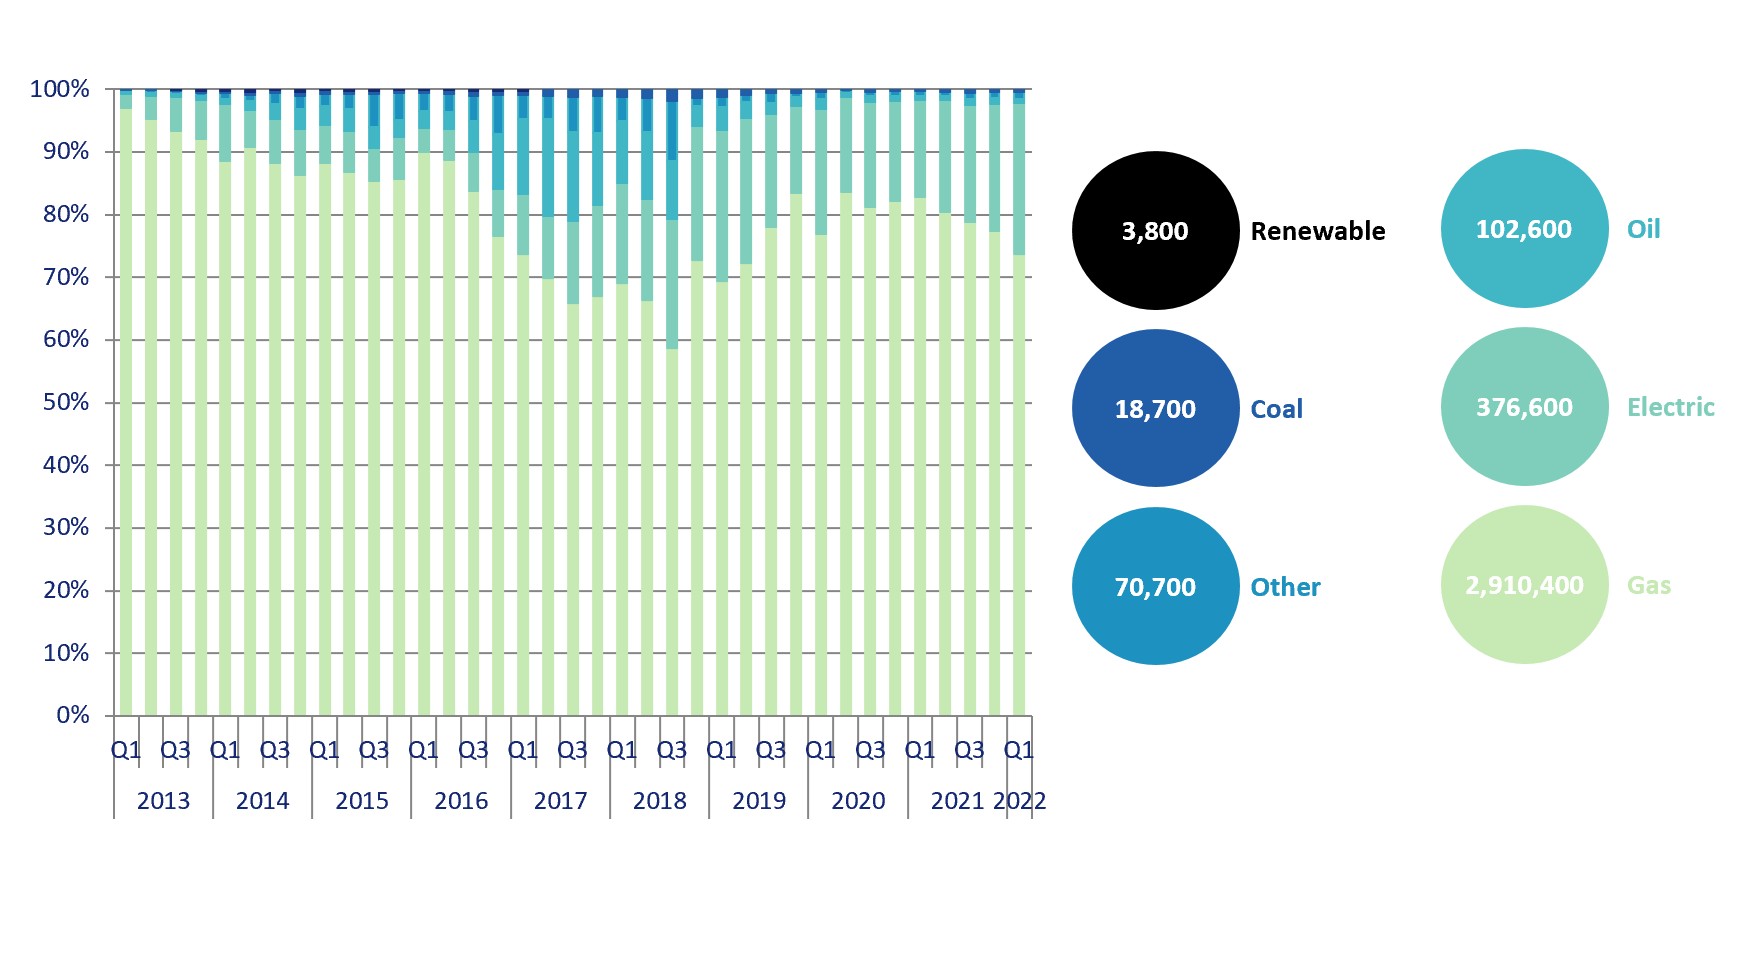 100%
90%
80%
70%
60%
50%
40%
30%
20%
10%
0%
Q1 Q3 Q1 Q3 Q1 Q3 Q1 Q3 Q1 Q3 Q1 Q3 Q1 Q3 Q1 Q3 Q1 Q3 Q1
2013 2014 2015 2016 2017 2018 2019 2020 2021 2022
3,800 Renewable
102,600 Oil
18,700 Coal
376,600 Electric
70,700 Other
2,910,400 Gas